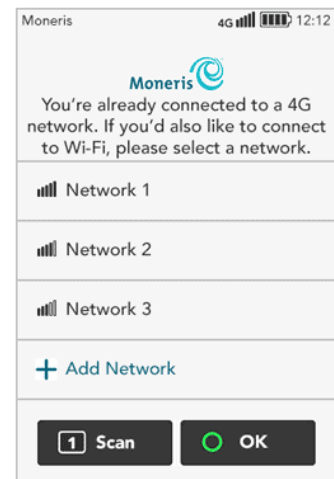 Moneris 4G 12:12
Moneris
You're already connected to a 4G
network. If you'd also like to connect
to Wi-Fi, please select a network.
Network 1
Network 2
Network 3
+ Add Network
1 Scan OK